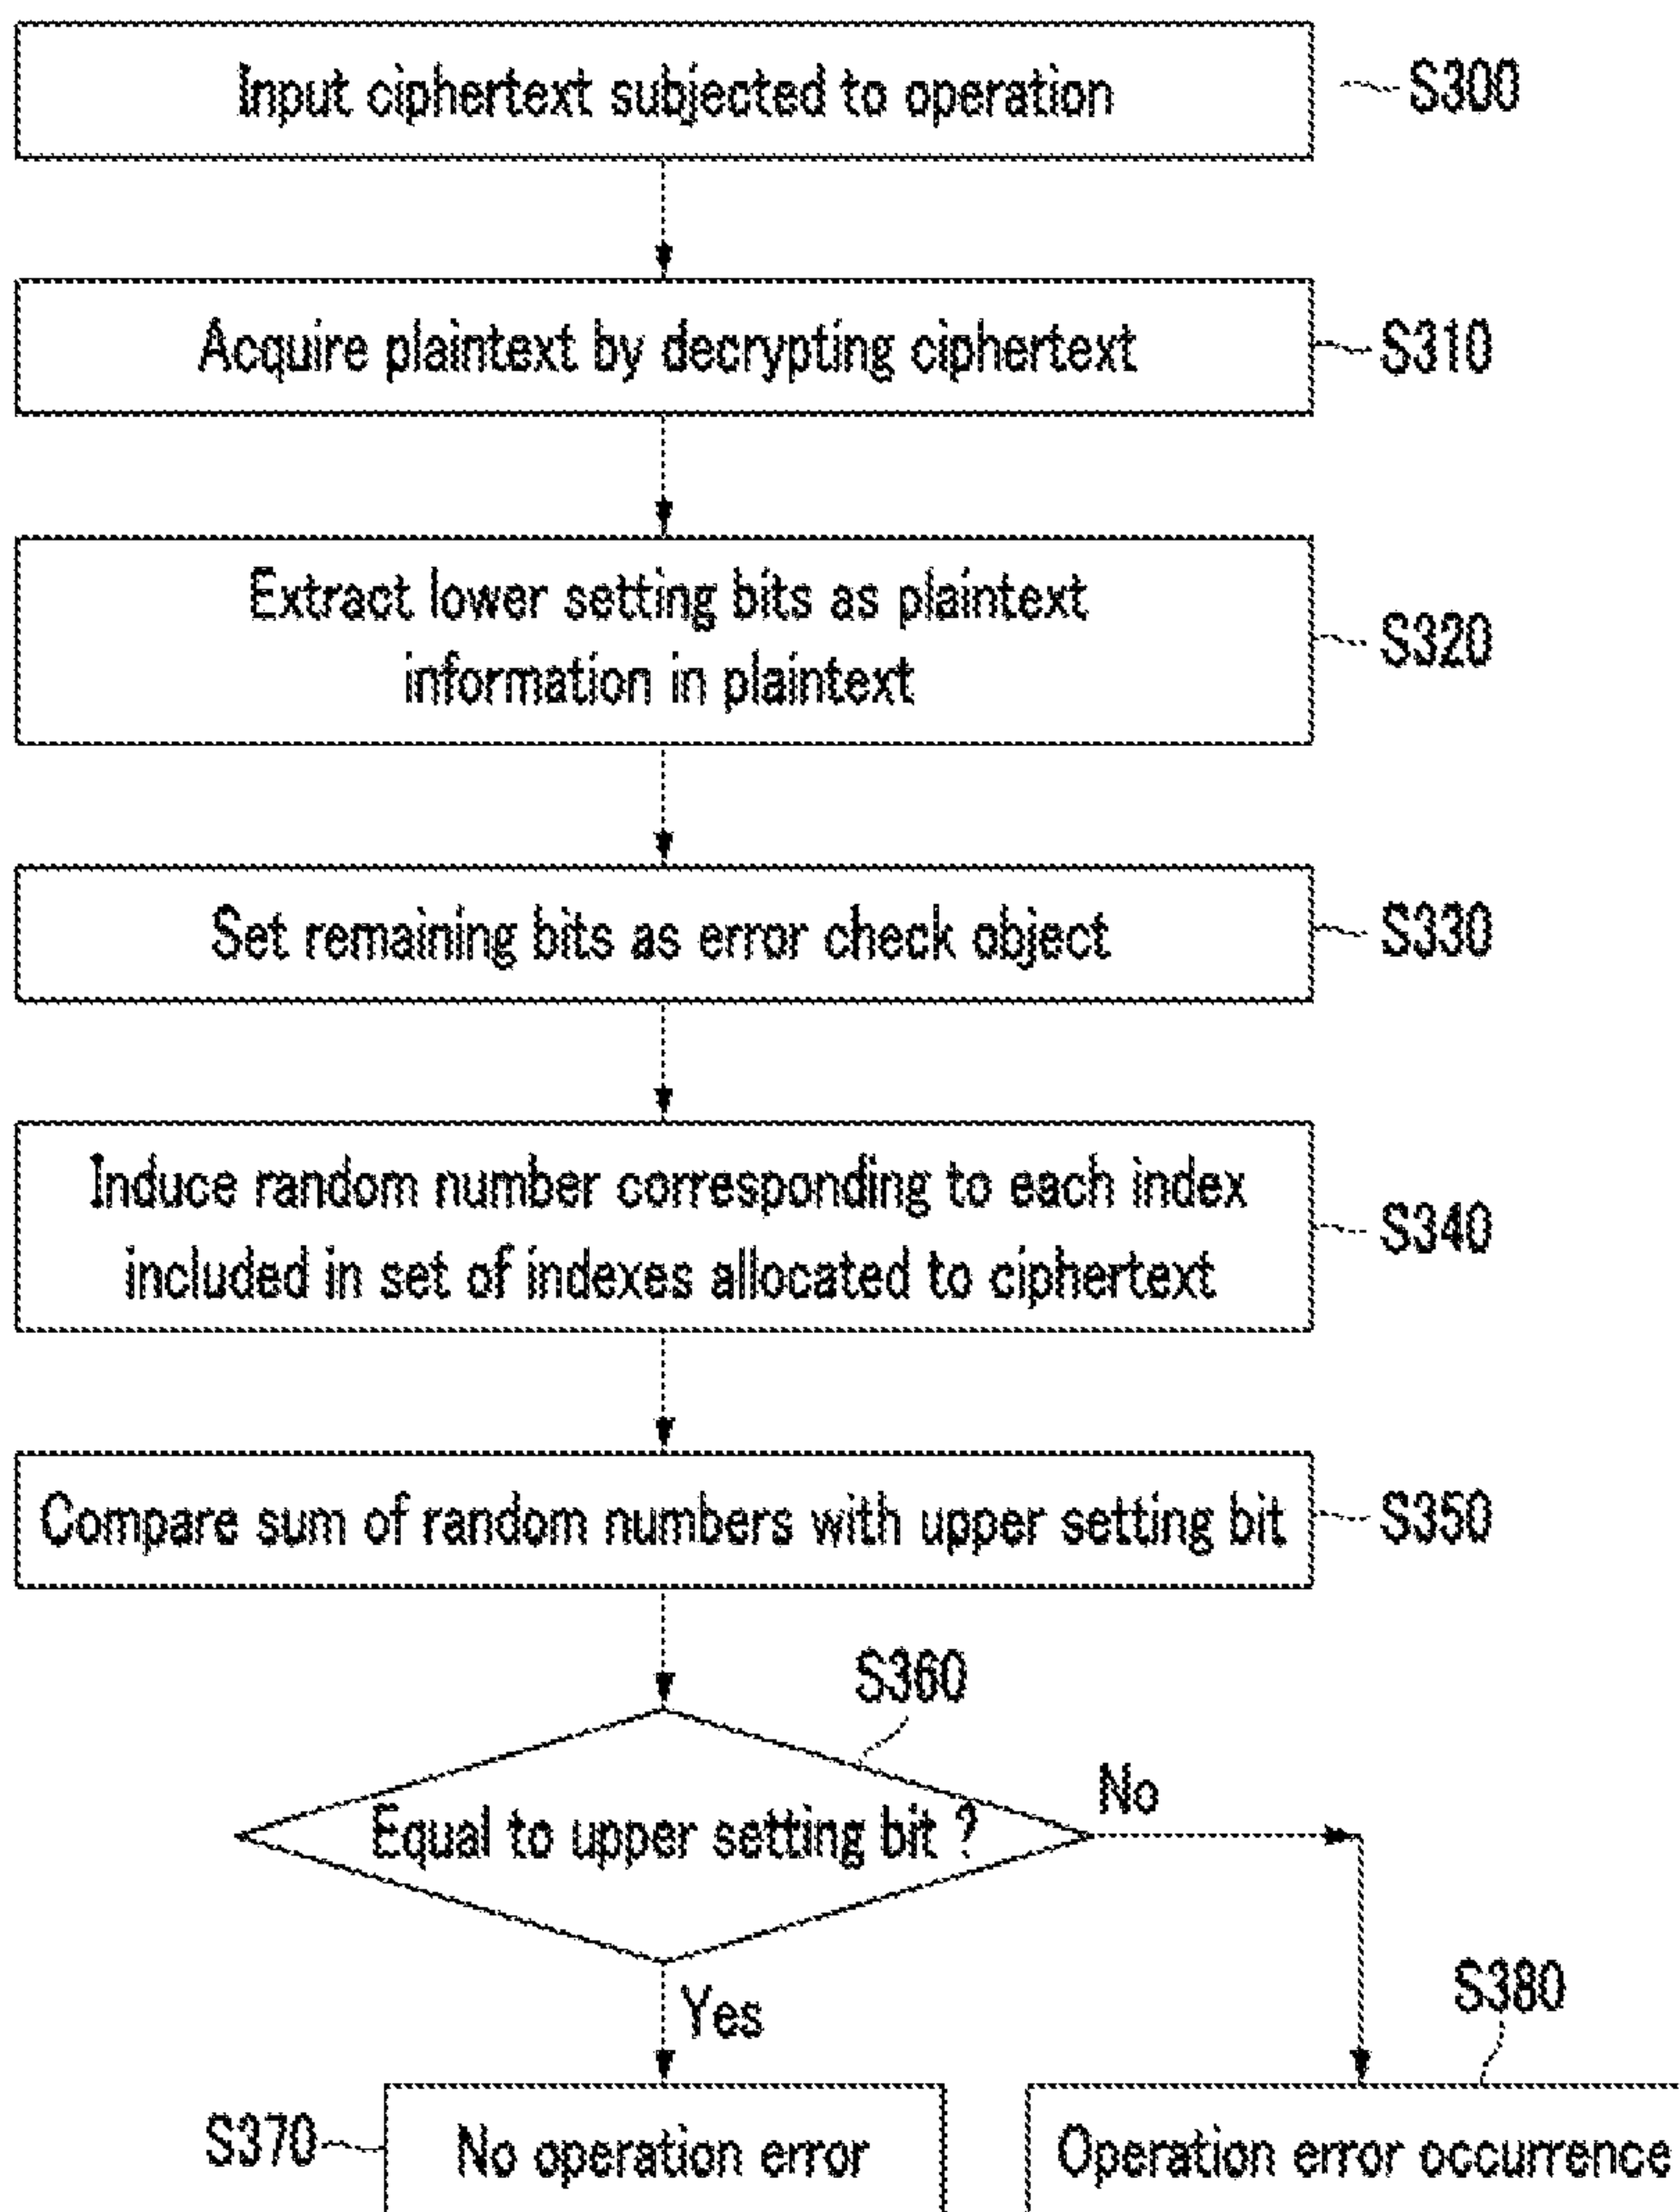 Input ciphertext subjected to operation
S300
Acquire plaintext by decrypting ciphertext
S310
Extract lower setting bits as plaintext
information in plaintext
S320
Set remaining bits as error check object
S330
Induce random number corresponding to each index
included in set of indexes allocated to ciphertext
S340
Compare sum of random numbers with upper setting bit
S350
S360
Equal to upper setting bit ?
No
Yes
S380
S370
No operation error
Operation error occurrence